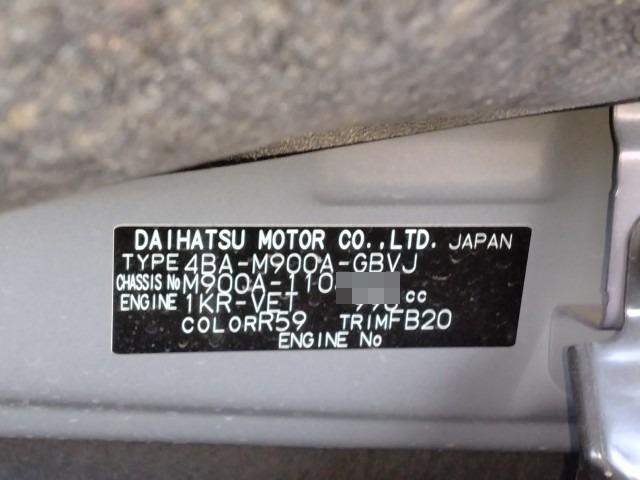 DAIHATSU MOTOR CO.,LTD. JAPAN
TYPE 4BA-M900A-GBVJ
CHASSIS No M900A-110
ENGINE 1KR-VET 996 cc
COLOR R59 TRIM FB20
ENGINE No